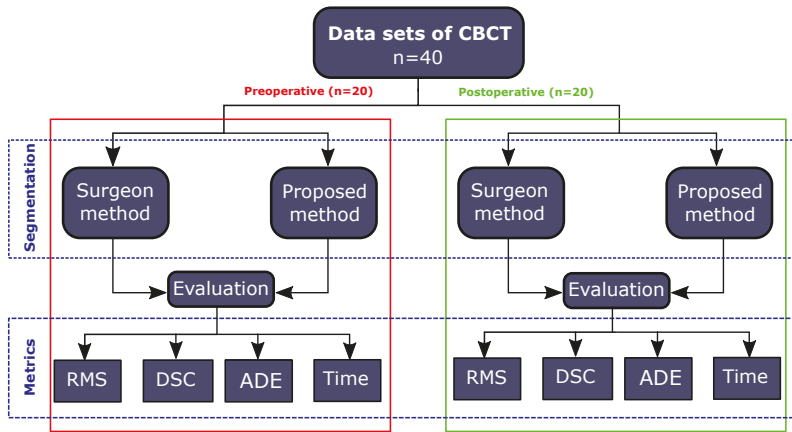 Data sets of CBCT
n=40
Preoperative (n=20)
Postoperative (n=20)
Segmentation
Surgeon
method
Proposed
method
Surgeon
method
Proposed
method
Evaluation
Evaluation
Metrics
RMS
DSC
ADE
Time
RMS
DSC
ADE
Time